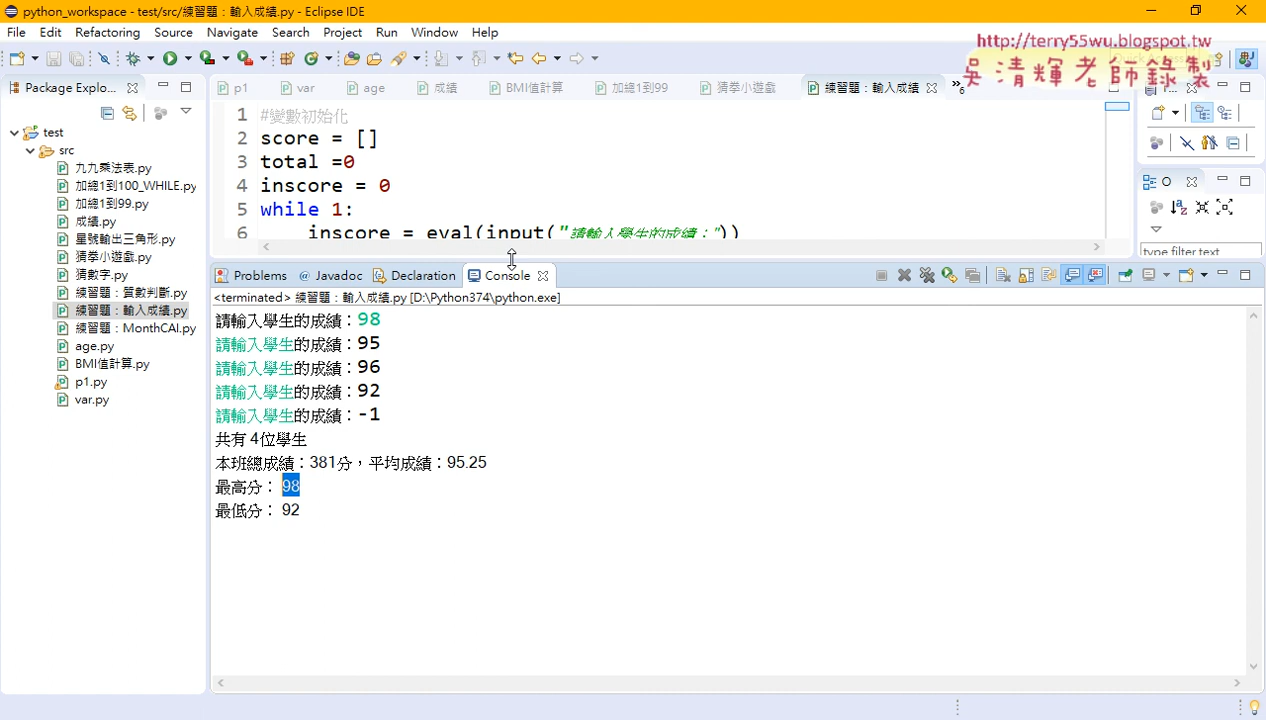 python_workspace - test/src/練習題：輸入成績.py - Eclipse IDE
File Edit Refactoring Source Navigate Search Project Run Window Help
http://terry55wu.blogspot.tw
吳清輝老師錄製
Package Explo...
p1 var age 成績 BMI值計算 加總1到99 猜拳小遊戲 練習題：輸入成績 »6
test
src
九九乘法表.py
加總1到100_WHILE.py
加總1到99.py
成績.py
星號輸出三角形.py
猜拳小遊戲.py
猜數字.py
練習題：質數判斷.py
練習題：輸入成績.py
練習題：MonthCAl.py
age.py
BMI值計算.py
p1.py
var.py
1 #變數初始化
2 score = []
3 total =0
4 inscore = 0
5 while 1:
6 inscore = eval(input("請輸入學生的成績："))
O
type filter text
Problems @ Javadoc Declaration Console
<terminated> 練習題：輸入成績.py [D:\Python374\python.exe]
請輸入學生的成績：98
請輸入學生的成績：95
請輸入學生的成績：96
請輸入學生的成績：92
請輸入學生的成績：-1
共有 4位學生
本班總成績：381分，平均成績：95.25
最高分： 98
最低分： 92